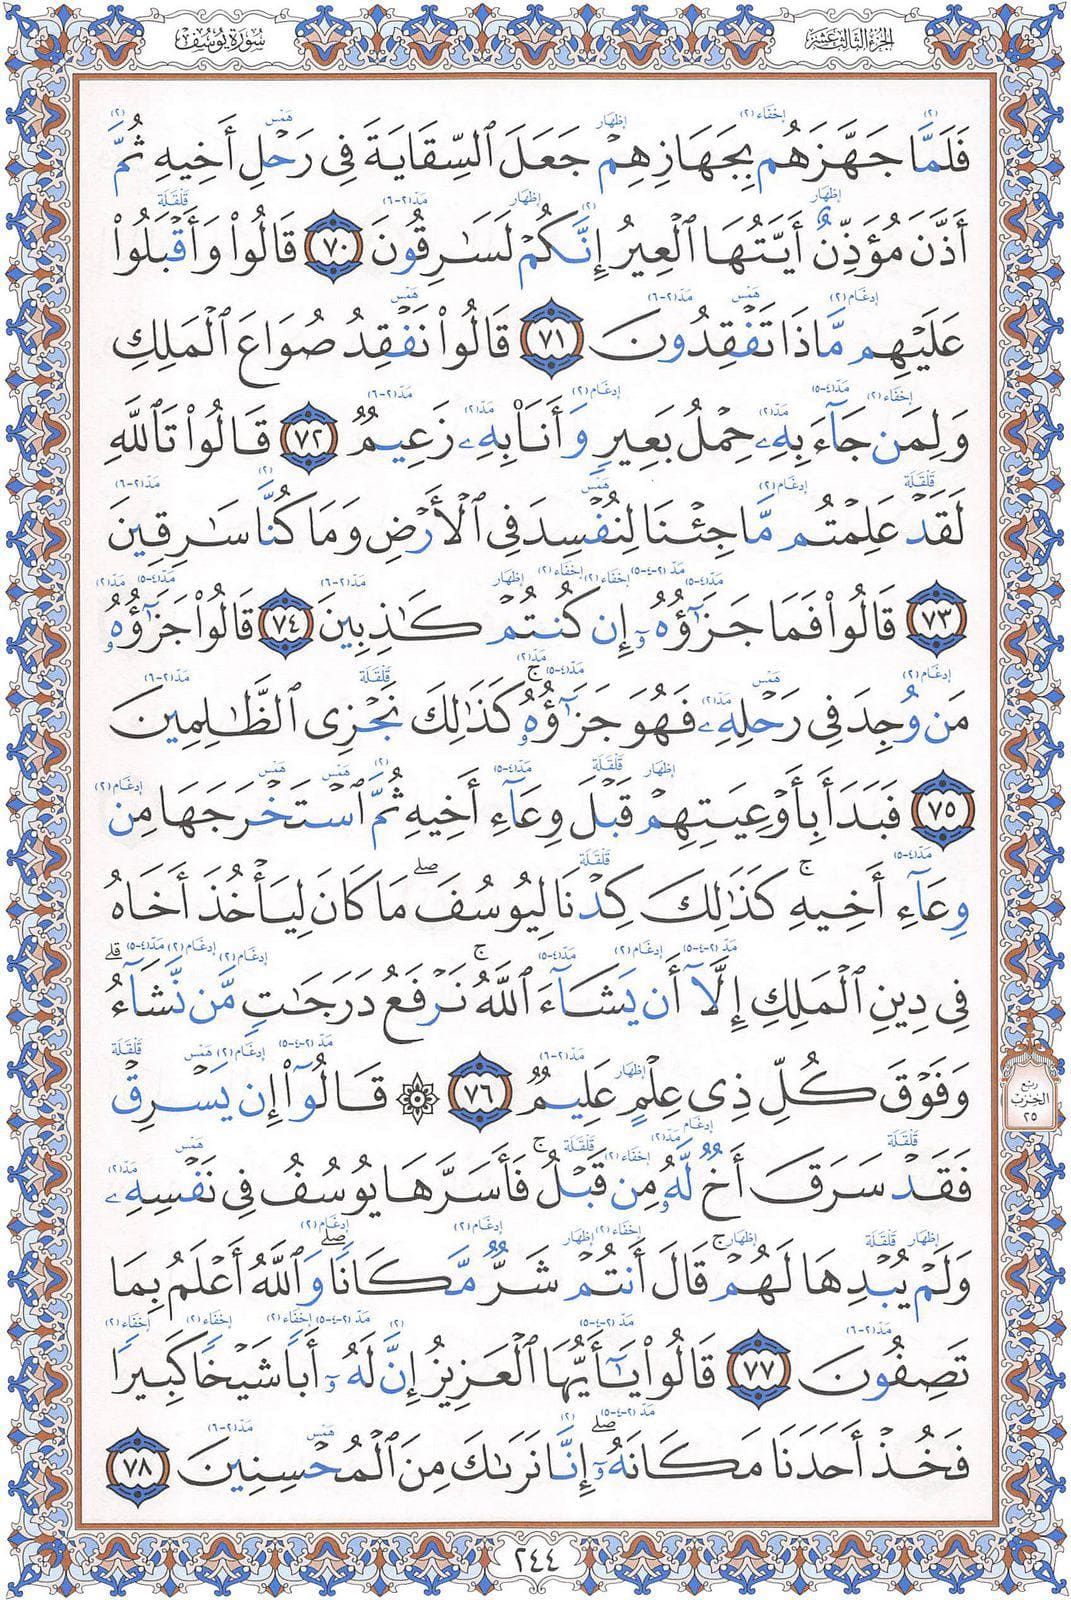 الجزء الثالث عشر
سورة يوسف
فَلَمَّا جَهَّزَهُم بِجَهَازِهِمْ جَعَلَ ٱلسِّقَايَةَ فِى رَحْلِ أَخِيهِ ثُمَّ
أَذَّنَ مُؤَذِّنٌ أَيَّتُهَا ٱلْعِيرُ إِنَّكُمْ لَسَٰرِقُونَ ٧٠ قَالُوا۟ وَأَقْبَلُوا۟
عَلَيْهِم مَّاذَا تَفْقِدُونَ ٧١ قَالُوا۟ نَفْقِدُ صُوَاعَ ٱلْمَلِكِ
وَلِمَن جَآءَ بِهِۦ حِمْلُ بَعِيرٍ وَأَنَا۠ بِهِۦ زَعِيمٌ ٧٢ قَالُوا۟ تَٱللَّهِ
لَقَدْ عَلِمْتُم مَّا جِئْنَا لِنُفْسِدَ فِى ٱلْأَرْضِ وَمَا كُنَّا سَٰرِقِينَ
٧٣ قَالُوا۟ فَمَا جَزَٰٓؤُهُۥٓ إِن كُنتُمْ كَٰذِبِينَ ٧٤ قَالُوا۟ جَزَٰٓؤُهُۥ
مَن وُجِدَ فِى رَحْلِهِۦ فَهُوَ جَزَٰٓؤُهُۥ ۚ كَذَٰلِكَ نَجْزِى ٱلظَّٰلِمِينَ
٧٥ فَبَدَأَ بِأَوْعِيَتِهِمْ قَبْلَ وِعَآءِ أَخِيهِ ثُمَّ ٱسْتَخْرَجَهَا مِن
وِعَآءِ أَخِيهِ ۚ كَذَٰلِكَ كِدْنَا لِيُوسُفَ ۖ مَا كَانَ لِيَأْخُذَ أَخَاهُ
فِى دِينِ ٱلْمَلِكِ إِلَّآ أَن يَشَآءَ ٱللَّهُ ۚ نَرْفَعُ دَرَجَٰتٍ مَّن نَّشَآءُ ۗ
وَفَوْقَ كُلِّ ذِى عِلْمٍ عَلِيمٌ ٧٦ ۞ قَالُوٓا۟ إِن يَسْرِقْ
ربع
الحزب
٢٥
فَقَدْ سَرَقَ أَخٌ لَّهُۥ مِن قَبْلُ ۚ فَأَسَرَّهَا يُوسُفُ فِى نَفْسِهِۦ
وَلَمْ يُبْدِهَا لَهُمْ ۚ قَالَ أَنتُمْ شَرٌّ مَّكَانًا ۖ وَٱللَّهُ أَعْلَمُ بِمَا
تَصِفُونَ ٧٧ قَالُوا۟ يَٰٓأَيُّهَا ٱلْعَزِيزُ إِنَّ لَهُۥٓ أَبًا شَيْخًا كَبِيرًا
فَخُذْ أَحَدَنَا مَكَانَهُۥٓ ۖ إِنَّا نَرَىٰكَ مِنَ ٱلْمُحْسِنِينَ ٧٨
٢٤٤